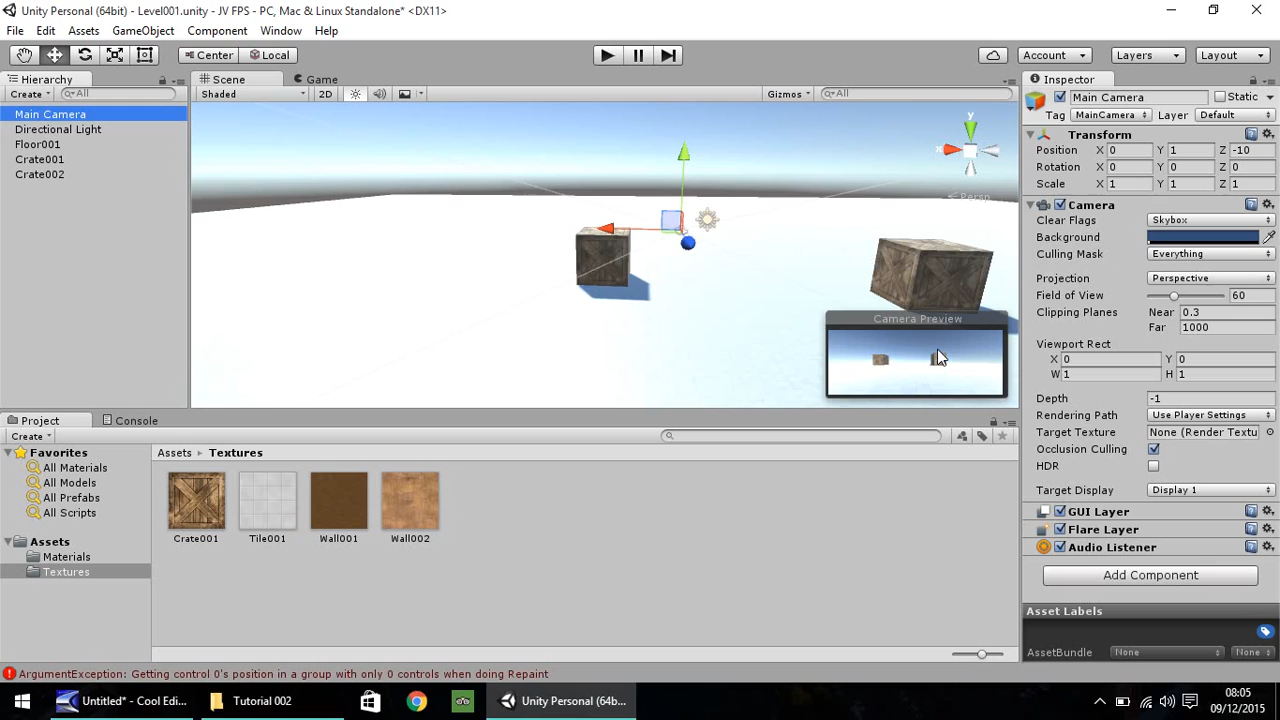 Unity Personal (64bit) - Level001.unity - JV FPS - PC, Mac & Linux Standalone* <DX11>
File Edit Assets GameObject Component Window Help
Center Local Account Layers Layout
Hierarchy Scene Game Inspector
Create All Shaded 2D Gizmos All Main Camera Static
Main Camera Tag MainCamera Layer Default
Directional Light
Floor001
Crate001
Crate002
y
x
Persp
Transform
Position X 0 Y 1 Z -10
Rotation X 0 Y 0 Z 0
Scale X 1 Y 1 Z 1
Camera
Clear Flags Skybox
Background
Culling Mask Everything
Projection Perspective
Field of View 60
Clipping Planes Near 0.3
Far 1000
Camera Preview
Viewport Rect
X 0 Y 0
W 1 H 1
Depth -1
Rendering Path Use Player Settings
Target Texture None (Render Textu
Occlusion Culling
HDR
Target Display Display 1
GUI Layer
Flare Layer
Audio Listener
Add Component
Asset Labels
AssetBundle None None
Project Console
Create
Favorites
All Materials
All Models
All Prefabs
All Scripts
Assets
Materials
Textures
Assets Textures
Crate001 Tile001 Wall001 Wall002
ArgumentException: Getting control 0's position in a group with only 0 controls when doing Repaint
Untitled* - Cool Edi... Tutorial 002 Unity Personal (64b...
08:05
09/12/2015